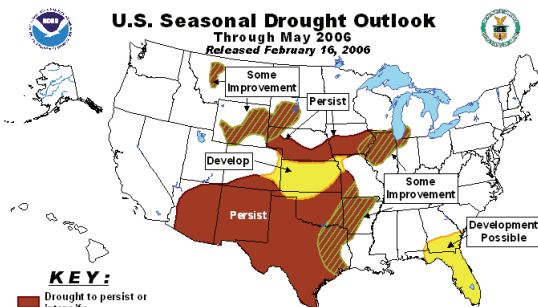 U.S. Seasonal Drought Outlook
Through May 2006
Released February 16, 2006
NOAA
Some
Improvement
Persist
Develop
Persist
Some
Improvement
Development
Possible
KEY:
Drought to persist or